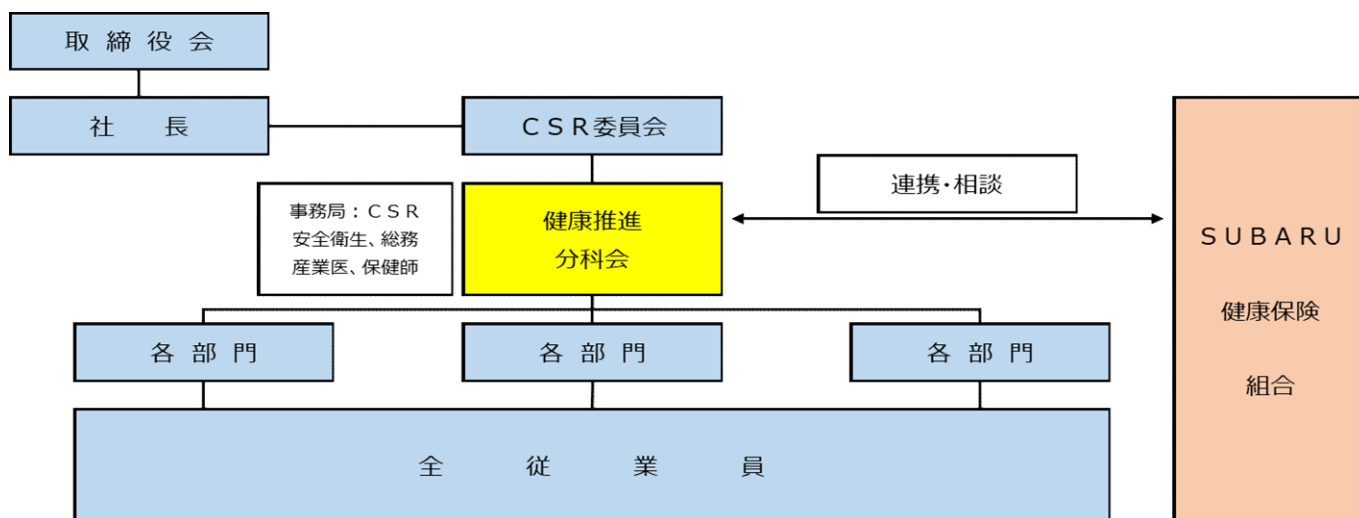 取 締 役 会
社 長
ＣＳＲ委員会
連携・相談
事務局：ＣＳＲ
安全衛生、総務
産業医、保健師
健康推進
分科会
ＳＵＢＡＲＵ
健康保険
組合
各 部 門
各 部 門
各 部 門
全 従 業 員